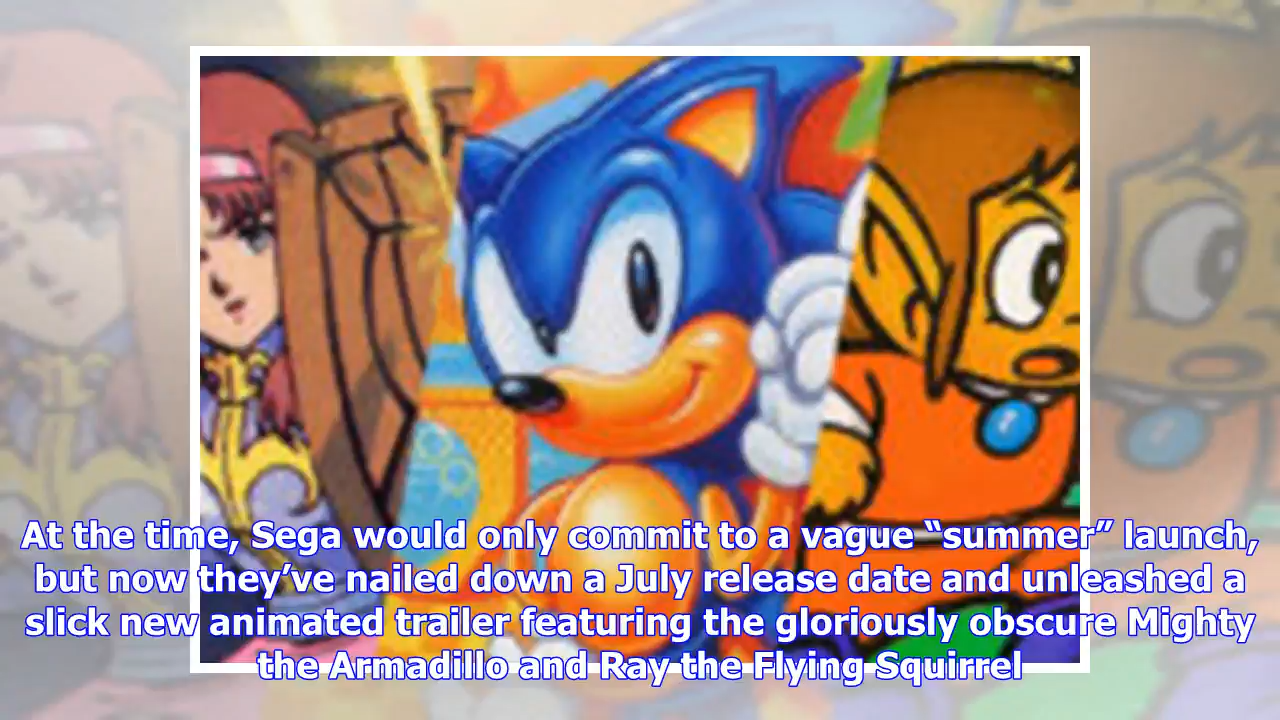 At the time, Sega would only commit to a vague “summer” launch,
but now they’ve nailed down a July release date and unleashed a
slick new animated trailer featuring the gloriously obscure Mighty
the Armadillo and Ray the Flying Squirrel